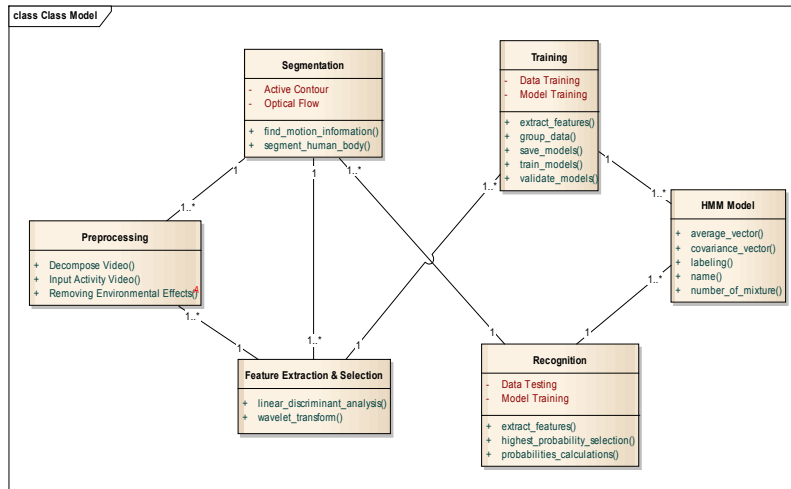 class Class Model
Segmentation
- Active Contour
- Optical Flow
+ find_motion_information()
+ segment_human_body()
Training
- Data Training
- Model Training
+ extract_features()
+ group_data()
+ save_models()
+ train_models()
+ validate_models()
HMM Model
+ average_vector()
+ covariance_vector()
+ labeling()
+ name()
+ number_of_mixture()
Preprocessing
+ Decompose Video()
+ Input Activity Video()
+ Removing Environmental Effects()
Feature Extraction & Selection
+ linear_discriminant_analysis()
+ wavelet_transform()
Recognition
- Data Testing
- Model Training
+ extract_features()
+ highest_probability_selection()
+ probabilities_calculations()
1
1..*
1
1..*
1..*
1
1..*
1
1..*
1
1
1..*
1..*
1